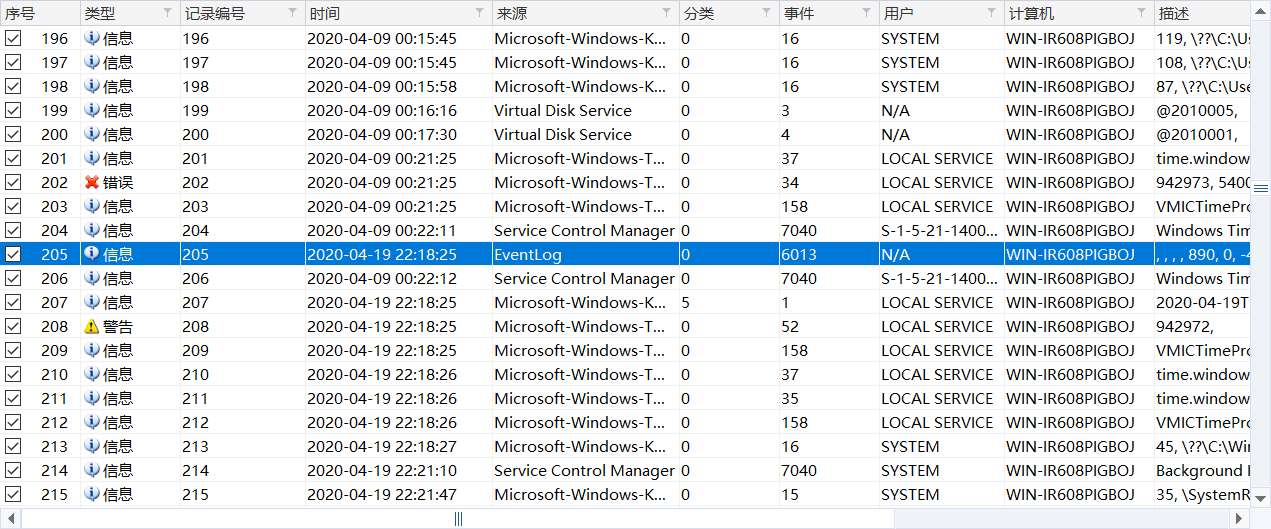 序号 类型 记录编号 时间 来源 分类 事件 用户 计算机 描述
196 信息 196 2020-04-09 00:15:45 Microsoft-Windows-K... 0 16 SYSTEM WIN-IR608PIGBOJ 119, \??\C:\Us
197 信息 197 2020-04-09 00:15:45 Microsoft-Windows-K... 0 16 SYSTEM WIN-IR608PIGBOJ 108, \??\C:\Us
198 信息 198 2020-04-09 00:15:58 Microsoft-Windows-K... 0 16 SYSTEM WIN-IR608PIGBOJ 87, \??\C:\Use
199 信息 199 2020-04-09 00:16:16 Virtual Disk Service 0 3 N/A WIN-IR608PIGBOJ @2010005,
200 信息 200 2020-04-09 00:17:30 Virtual Disk Service 0 4 N/A WIN-IR608PIGBOJ @2010001,
201 信息 201 2020-04-09 00:21:25 Microsoft-Windows-T... 0 37 LOCAL SERVICE WIN-IR608PIGBOJ time.window
202 错误 202 2020-04-09 00:21:25 Microsoft-Windows-T... 0 34 LOCAL SERVICE WIN-IR608PIGBOJ 942973, 5400
203 信息 203 2020-04-09 00:21:25 Microsoft-Windows-T... 0 158 LOCAL SERVICE WIN-IR608PIGBOJ VMICTimePro
204 信息 204 2020-04-09 00:22:11 Service Control Manager 0 7040 S-1-5-21-1400... WIN-IR608PIGBOJ Windows Tim
205 信息 205 2020-04-19 22:18:25 EventLog 0 6013 N/A WIN-IR608PIGBOJ , , , , 890, 0, -4
206 信息 206 2020-04-09 00:22:12 Service Control Manager 0 7040 S-1-5-21-1400... WIN-IR608PIGBOJ Windows Tim
207 信息 207 2020-04-19 22:18:25 Microsoft-Windows-K... 5 1 LOCAL SERVICE WIN-IR608PIGBOJ 2020-04-19T
208 警告 208 2020-04-19 22:18:25 Microsoft-Windows-T... 0 52 LOCAL SERVICE WIN-IR608PIGBOJ 942972,
209 信息 209 2020-04-19 22:18:25 Microsoft-Windows-T... 0 158 LOCAL SERVICE WIN-IR608PIGBOJ VMICTimePro
210 信息 210 2020-04-19 22:18:26 Microsoft-Windows-T... 0 37 LOCAL SERVICE WIN-IR608PIGBOJ time.window
211 信息 211 2020-04-19 22:18:26 Microsoft-Windows-T... 0 35 LOCAL SERVICE WIN-IR608PIGBOJ time.window
212 信息 212 2020-04-19 22:18:26 Microsoft-Windows-T... 0 158 LOCAL SERVICE WIN-IR608PIGBOJ VMICTimePro
213 信息 213 2020-04-19 22:18:27 Microsoft-Windows-K... 0 16 SYSTEM WIN-IR608PIGBOJ 45, \??\C:\Win
214 信息 214 2020-04-19 22:21:10 Service Control Manager 0 7040 SYSTEM WIN-IR608PIGBOJ Background I
215 信息 215 2020-04-19 22:21:47 Microsoft-Windows-K... 0 15 SYSTEM WIN-IR608PIGBOJ 35, \SystemR